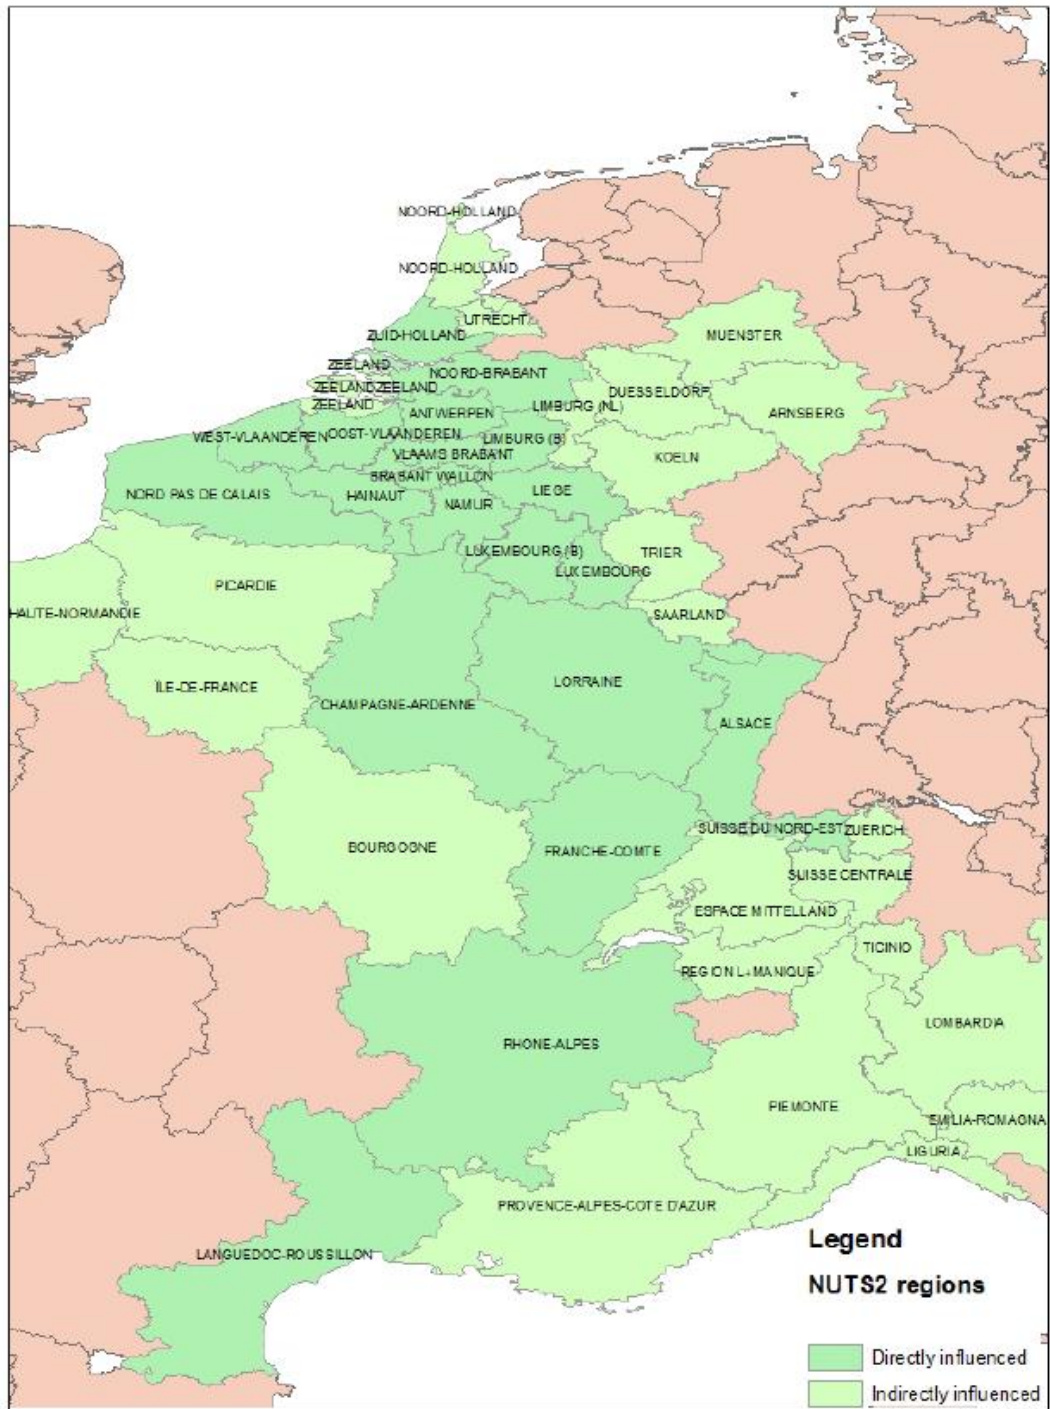 NOORD-HOLLAND
NOORD-HOLLAND
UTRECHT
ZUID-HOLLAND
MUENSTER
ZEELAND
NOORD-BRABANT
ZEELAND ZEELAND
DUESSELDORF
ZEELAND
LIMBURG (NL)
ANTWERPEN
ARNSBERG
WEST-VLAANDEREN
OOST-VLAANDEREN
LIMBURG (B)
VLAAMS BRABANT
KOELN
BRABANT WALLON
NORD PAS DE CALAIS
HAINAUT
LIEGE
NAMUR
LUXEMBOURG (B)
TRIER
LUXEMBOURG
PICARDIE
HAUTE-NORMANDIE
SAARLAND
ÎLE-DE-FRANCE
LORRAINE
CHAMPAGNE-ARDENNE
ALSACE
SUISSE DU NORD-EST
ZUERICH
BOURGOGNE
FRANCHE-COMTE
SUISSE CENTRALE
ESPACE MITTELLAND
TICINIO
REGION L+MANIQUE
LOMBARDIA
RHONE-ALPES
PIEMONTE
EMILIA-ROMAGNA
LIGURIA
PROVENCE-ALPES-COTE D'AZUR
LANGUEDOC-ROUSSILLON
Legend
NUTS2 regions
Directly influenced
Indirectly influenced